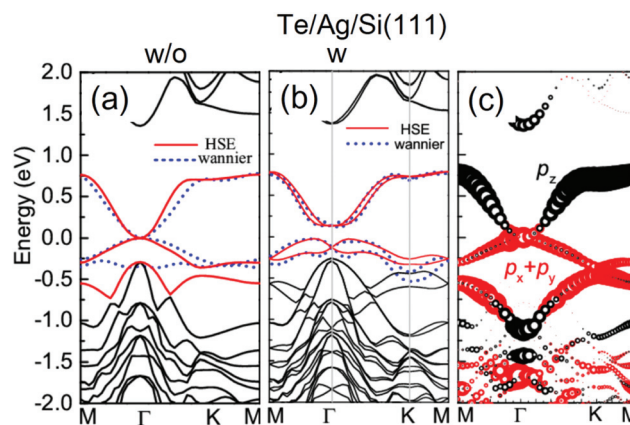 Te/Ag/Si(111)
w/o
w
Energy (eV)
2.0
1.5
1.0
0.5
0.0
-0.5
-1.0
-1.5
-2.0
(a)
HSE
wannier
M Γ K M
(b)
HSE
wannier
M Γ K M
(c)
pz
px+py
M Γ K M